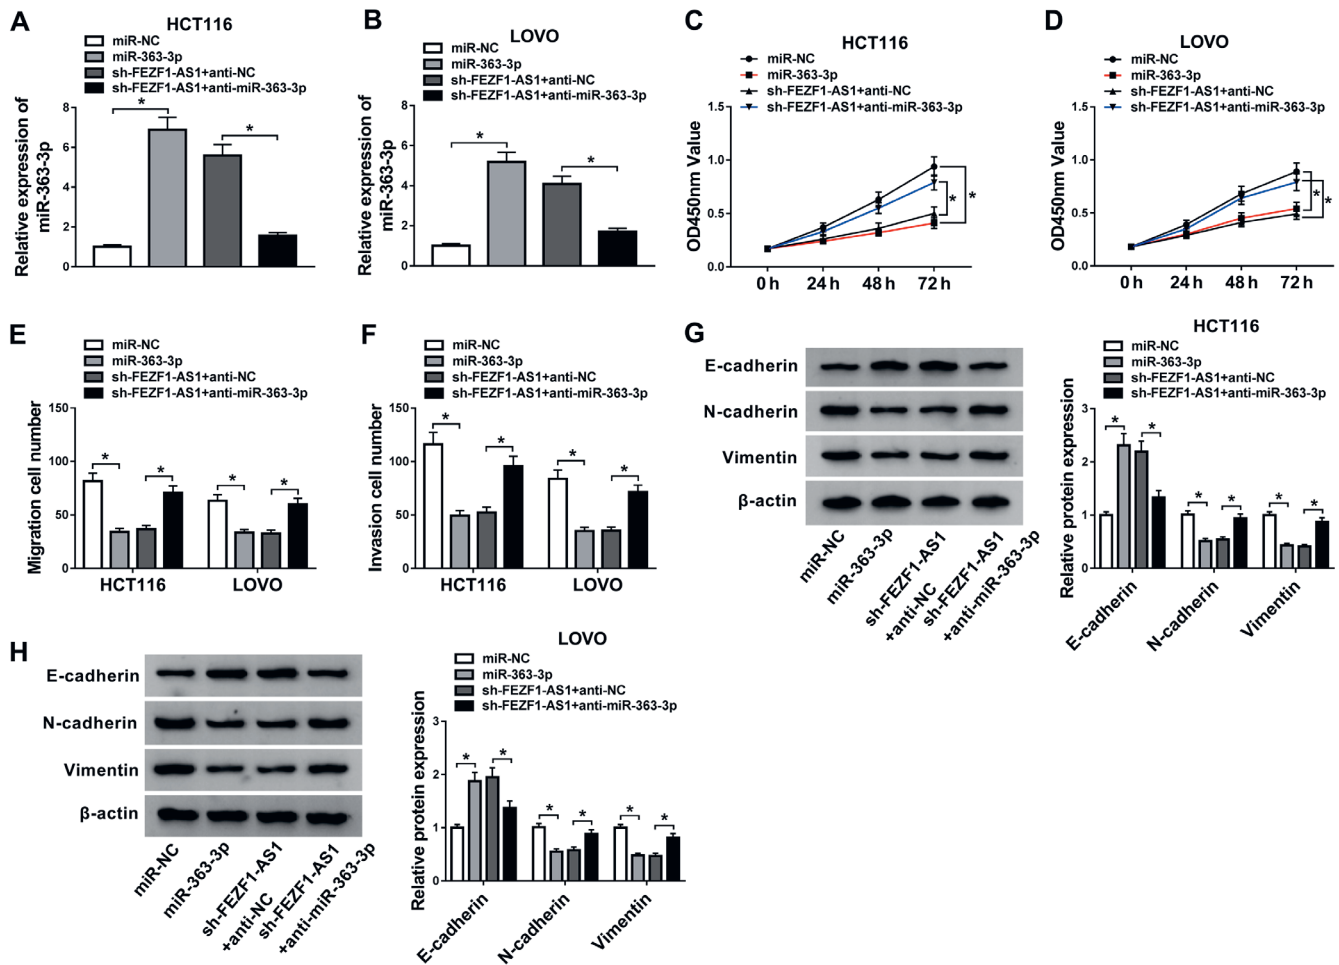 A
HCT116
miR-NC
miR-363-3p
sh-FEZF1-AS1+anti-NC
sh-FEZF1-AS1+anti-miR-363-3p
Relative expression of
miR-363-3p
8
6
4
2
0
*
*
B
LOVO
miR-NC
miR-363-3p
sh-FEZF1-AS1+anti-NC
sh-FEZF1-AS1+anti-miR-363-3p
Relative expression of
miR-363-3p
8
6
4
2
0
*
*
C
HCT116
miR-NC
miR-363-3p
sh-FEZF1-AS1+anti-NC
sh-FEZF1-AS1+anti-miR-363-3p
OD450nm Value
1.5
1.0
0.5
0.0
0 h 24 h 48 h 72 h
*
*
D
LOVO
miR-NC
miR-363-3p
sh-FEZF1-AS1+anti-NC
sh-FEZF1-AS1+anti-miR-363-3p
OD450nm Value
1.5
1.0
0.5
0.0
0 h 24 h 48 h 72 h
*
*
E
miR-NC
miR-363-3p
sh-FEZF1-AS1+anti-NC
sh-FEZF1-AS1+anti-miR-363-3p
Migration cell number
150
100
50
0
* * * *
HCT116 LOVO
F
miR-NC
miR-363-3p
sh-FEZF1-AS1+anti-NC
sh-FEZF1-AS1+anti-miR-363-3p
Invasion cell number
150
100
50
0
* * * *
HCT116 LOVO
G
E-cadherin
N-cadherin
Vimentin
β-actin
miR-NC
miR-363-3p
sh-FEZF1-AS1
+anti-NC
sh-FEZF1-AS1
+anti-miR-363-3p
HCT116
miR-NC
miR-363-3p
sh-FEZF1-AS1+anti-NC
sh-FEZF1-AS1+anti-miR-363-3p
Relative protein expression
3
2
1
0
* * * * * *
E-cadherin
N-cadherin
Vimentin
H
E-cadherin
N-cadherin
Vimentin
β-actin
miR-NC
miR-363-3p
sh-FEZF1-AS1
+anti-NC
sh-FEZF1-AS1
+anti-miR-363-3p
LOVO
miR-NC
miR-363-3p
sh-FEZF1-AS1+anti-NC
sh-FEZF1-AS1+anti-miR-363-3p
Relative protein expression
3
2
1
0
* * * * * *
E-cadherin
N-cadherin
Vimentin